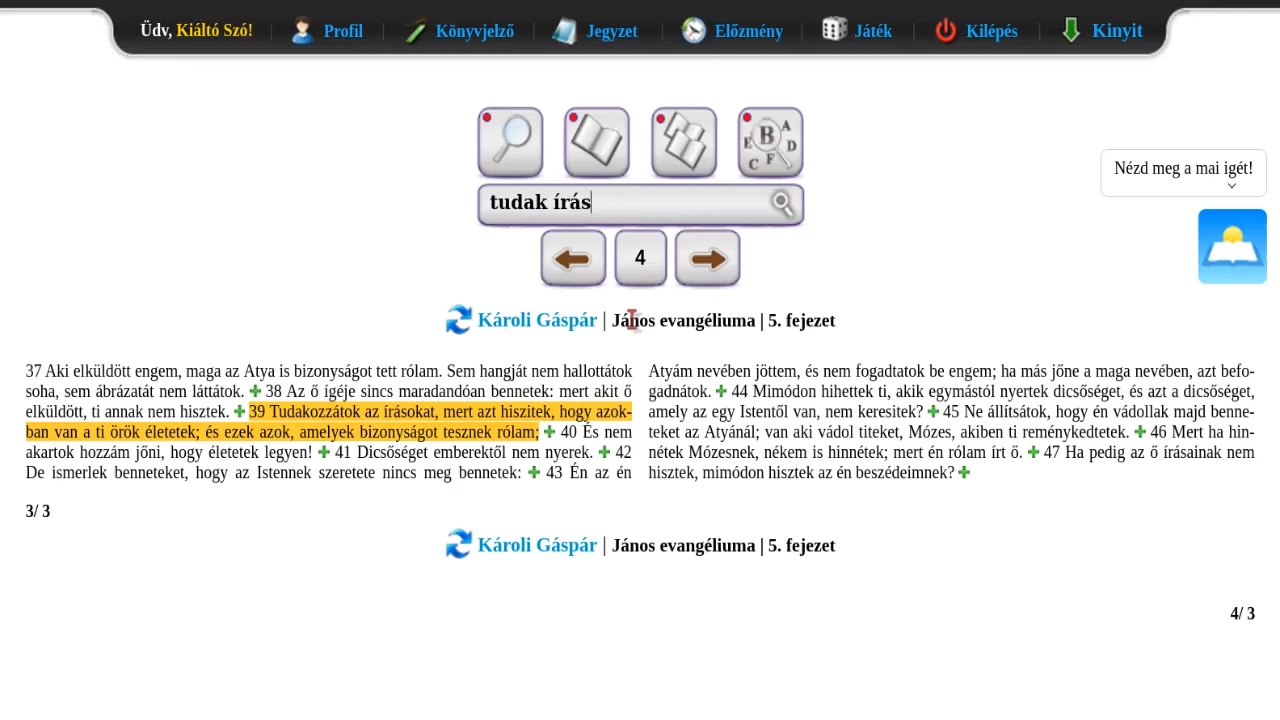 Üdv, Kiáltó Szó! | Profil | Könyvjelző | Jegyzet | Előzmény | Játék | Kilépés | Kinyit
B A E D C F
Nézd meg a mai igét!
tudak írás
4
Károli Gáspár | János evangéliuma | 5. fejezet
37 Aki elküldött engem, maga az Atya is bizonyságot tett rólam. Sem hangját nem hallottátok
soha, sem ábrázatát nem láttátok. 38 Az ő ígéje sincs maradandóan bennetek: mert akit ő
elküldött, ti annak nem hisztek. 39 Tudakozzátok az írásokat, mert azt hiszitek, hogy azok-
ban van a ti örök életetek; és ezek azok, amelyek bizonyságot tesznek rólam; 40 És nem
akartok hozzám jőni, hogy életetek legyen! 41 Dicsőséget emberektől nem nyerek. 42
De ismerlek benneteket, hogy az Istennek szeretete nincs meg bennetek: 43 Én az én
Atyám nevében jöttem, és nem fogadtatok be engem; ha más jőne a maga nevében, azt befo-
gadnátok. 44 Mimódon hihettek ti, akik egymástól nyertek dicsőséget, és azt a dicsőséget,
amely az egy Istentől van, nem keresitek? 45 Ne állítsátok, hogy én vádollak majd benne-
teket az Atyánál; van aki vádol titeket, Mózes, akiben ti reménykedtetek. 46 Mert ha hin-
nétek Mózesnek, nékem is hinnétek; mert én rólam írt ő. 47 Ha pedig az ő írásainak nem
hisztek, mimódon hisztek az én beszédeimnek?
3/ 3
Károli Gáspár | János evangéliuma | 5. fejezet
4/ 3